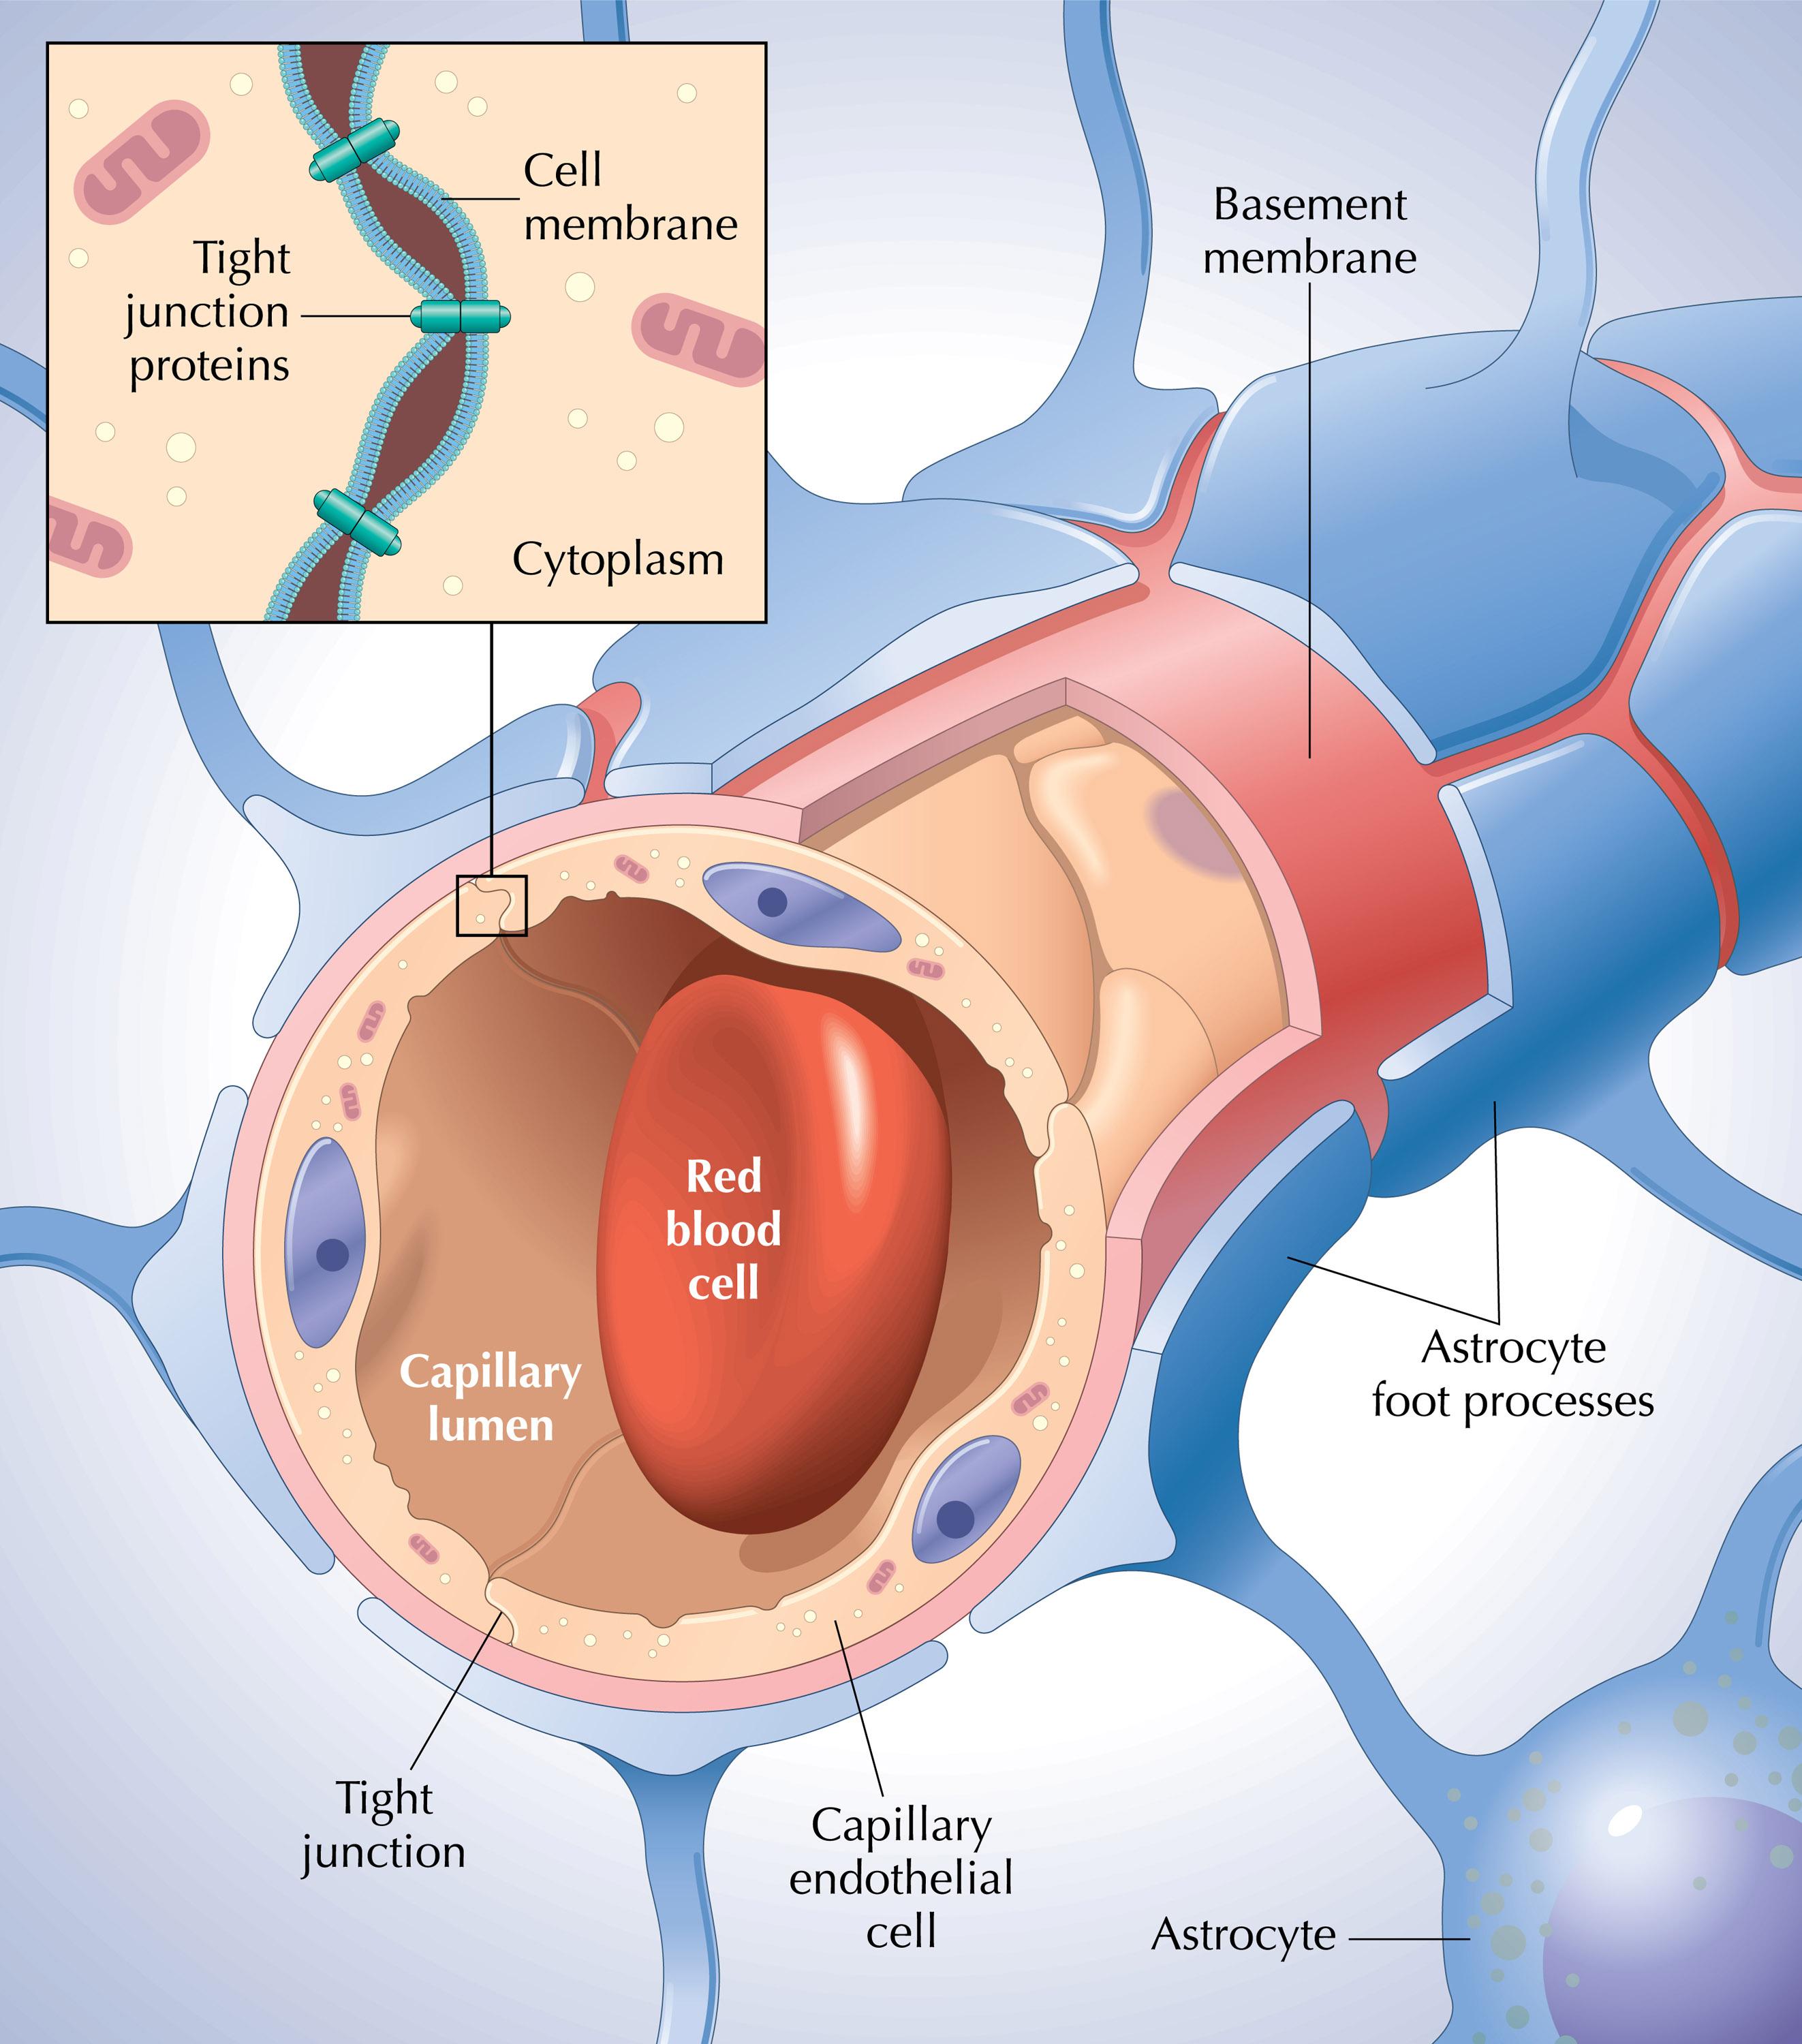 Cell
membrane
Tight
junction
proteins
Cytoplasm
Basement
membrane
Red
blood
cell
Capillary
lumen
Astrocyte
foot processes
Tight
junction
Capillary
endothelial
cell
Astrocyte